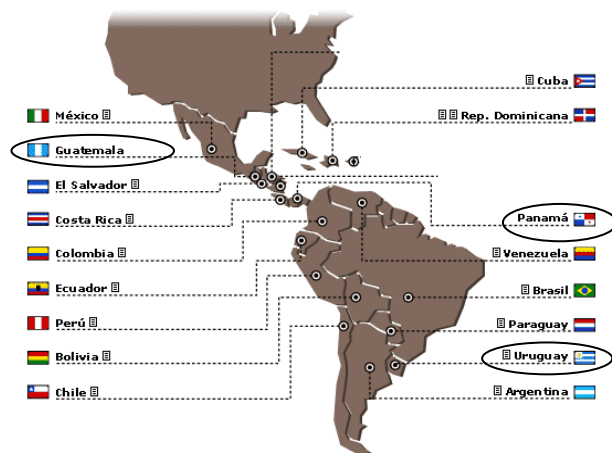 México
Guatemala
El Salvador
Costa Rica
Colombia
Ecuador
Perú
Bolivia
Chile
Cuba
Rep. Dominicana
Panamá
Venezuela
Brasil
Paraguay
Uruguay
Argentina